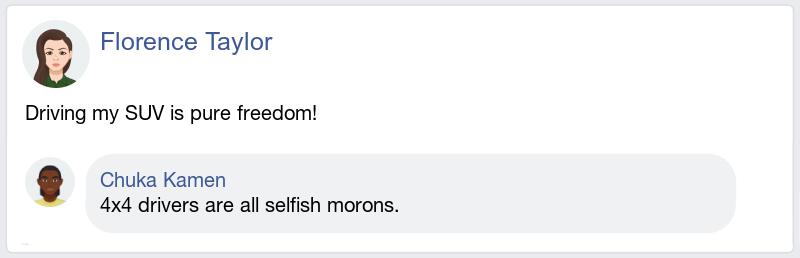 Florence Taylor
Driving my SUV is pure freedom!
Chuka Kamen
4x4 drivers are all selfish morons.